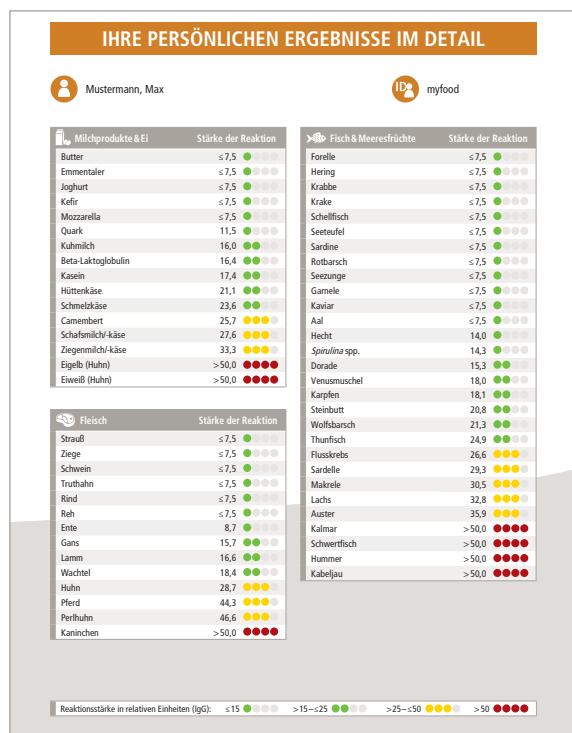 IHRE PERSÖNLICHEN ERGEBNISSE IM DETAIL
Mustermann, Max
ID myfood
Milchprodukte & Ei Stärke der Reaktion
Butter ≤ 7,5
Emmentaler ≤ 7,5
Joghurt ≤ 7,5
Kefir ≤ 7,5
Mozzarella ≤ 7,5
Quark 11,5
Kuhmilch 16,0
Beta-Laktoglobulin 16,4
Kasein 17,4
Hüttenkäse 21,1
Schmelzkäse 23,6
Camembert 25,7
Schafsmilch/-käse 27,6
Ziegenmilch/-käse 33,3
Eigelb (Huhn) > 50,0
Eiweiß (Huhn) > 50,0
Fleisch Stärke der Reaktion
Strauß ≤ 7,5
Ziege ≤ 7,5
Schwein ≤ 7,5
Truthahn ≤ 7,5
Rind ≤ 7,5
Reh ≤ 7,5
Ente 8,7
Gans 15,7
Lamm 16,6
Wachtel 18,4
Huhn 28,7
Pferd 44,3
Perlhuhn 46,6
Kaninchen > 50,0
Fisch & Meeresfrüchte Stärke der Reaktion
Forelle ≤ 7,5
Hering ≤ 7,5
Krabbe ≤ 7,5
Krake ≤ 7,5
Schellfisch ≤ 7,5
Seeteufel ≤ 7,5
Sardine ≤ 7,5
Rotbarsch ≤ 7,5
Seezunge ≤ 7,5
Garnele ≤ 7,5
Kaviar ≤ 7,5
Aal ≤ 7,5
Hecht 14,0
Spirulina spp. 14,3
Dorade 15,3
Venusmuschel 18,0
Karpfen 18,1
Steinbutt 20,8
Wolfsbarsch 21,3
Thunfisch 24,9
Flusskrebs 26,6
Sardelle 29,3
Makrele 30,5
Lachs 32,8
Auster 35,9
Kalmar > 50,0
Schwertfisch > 50,0
Hummer > 50,0
Kabeljau > 50,0
Reaktionsstärke in relativen Einheiten (IgG): ≤ 15 > 15 – ≤ 25 > 25 – ≤ 50 > 50